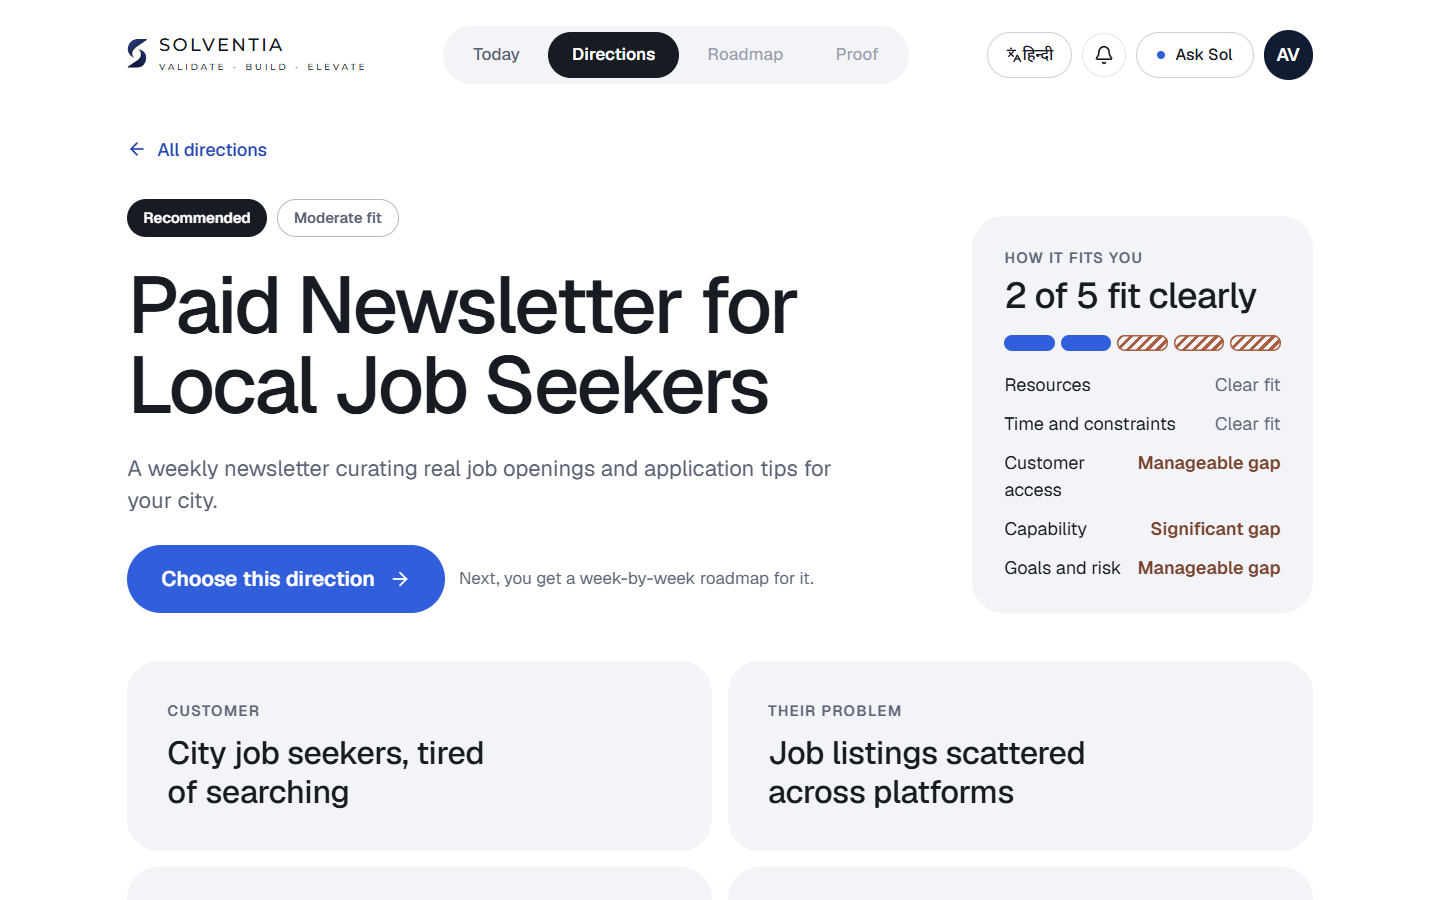 SOLVENTIA
VALIDATE · BUILD · ELEVATE
Today
Directions
Roadmap
Proof
हिन्दी
Ask Sol
AV
← All directions
Recommended
Moderate fit
Paid Newsletter for
Local Job Seekers
A weekly newsletter curating real job openings and application tips for
your city.
Choose this direction →
Next, you get a week-by-week roadmap for it.
HOW IT FITS YOU
2 of 5 fit clearly
Resources Clear fit
Time and constraints Clear fit
Customer access Manageable gap
Capability Significant gap
Goals and risk Manageable gap
CUSTOMER
City job seekers, tired
of searching
THEIR PROBLEM
Job listings scattered
across platforms